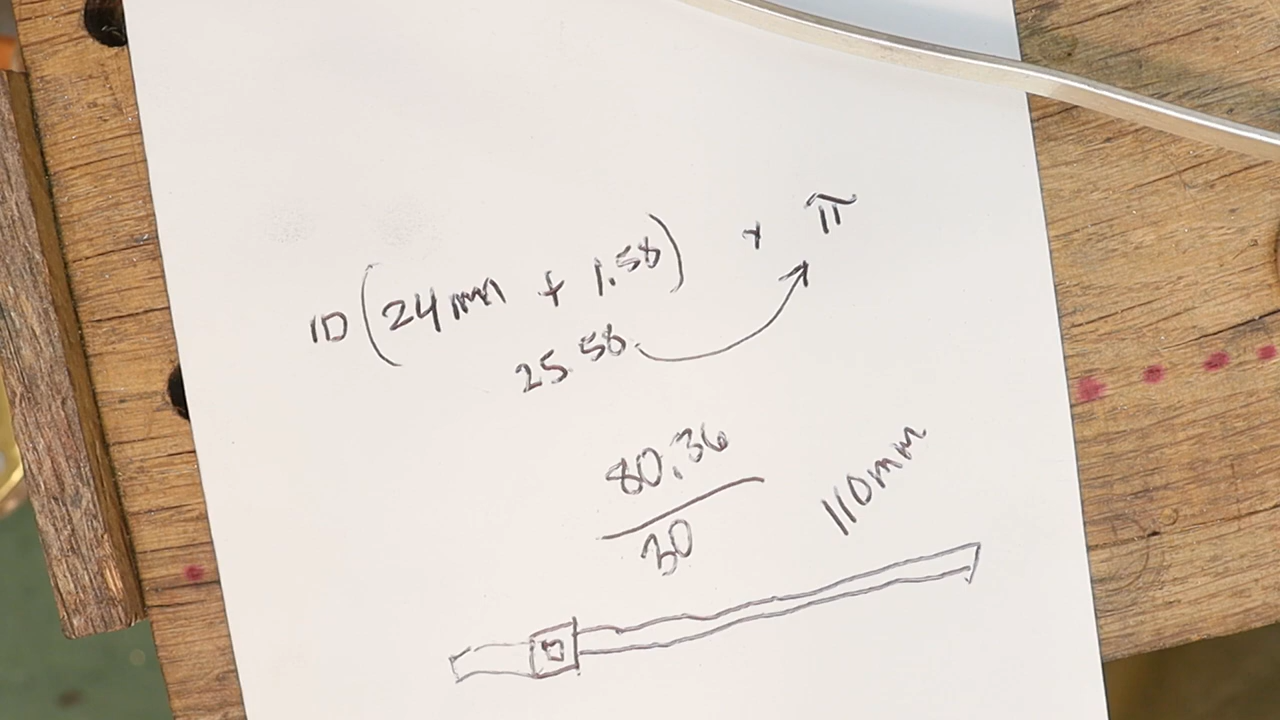 ID (24mm + 1.58) × π
25.58
80.36
30
110mm